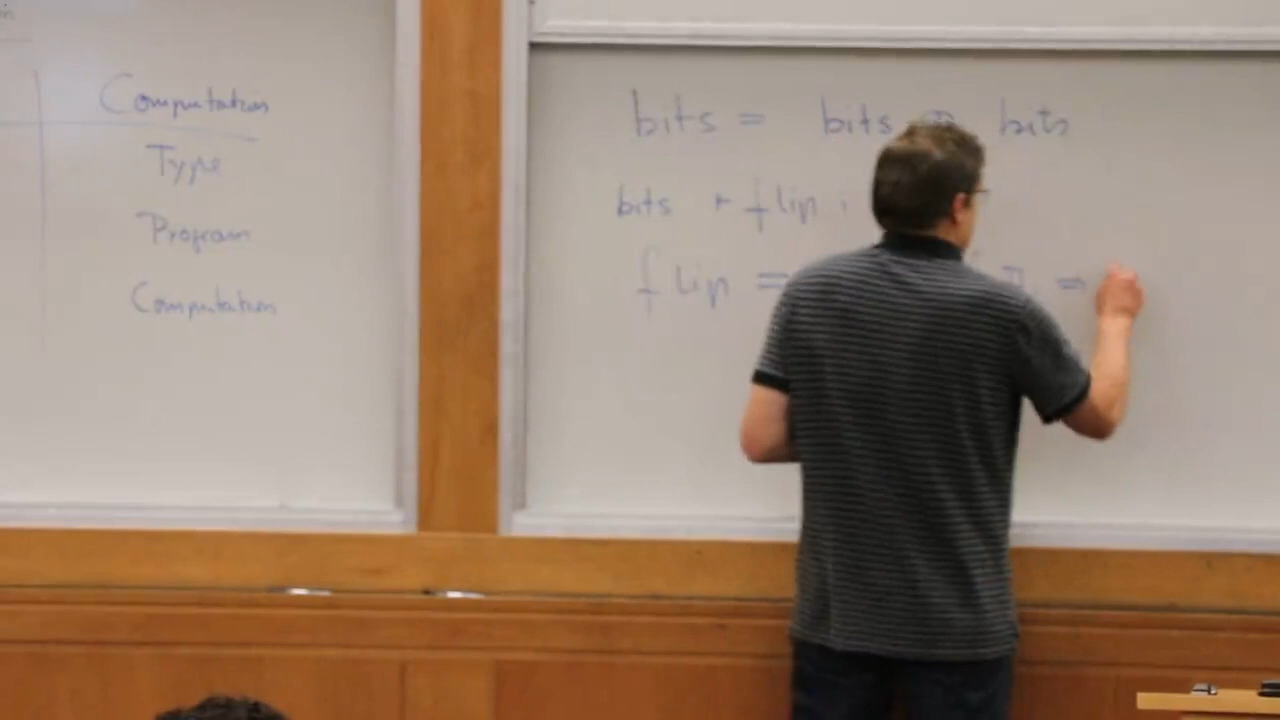 Computation
Type
Program
Computation
bits = bits ⊕ bits
bits ⊢ flip :
flip = π ⇒